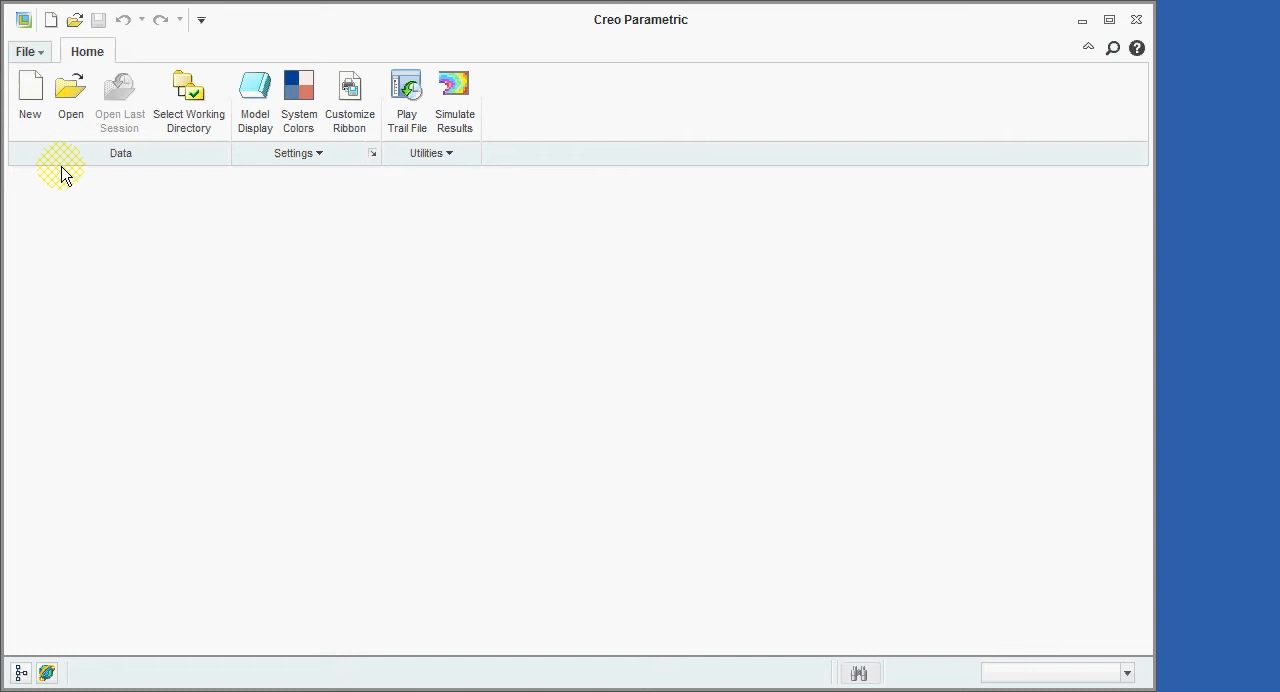 Creo Parametric
File
Home
New
Open
Open Last
Session
Select Working
Directory
Model
Display
System
Colors
Customize
Ribbon
Play
Trail File
Simulate
Results
Data
Settings
Utilities